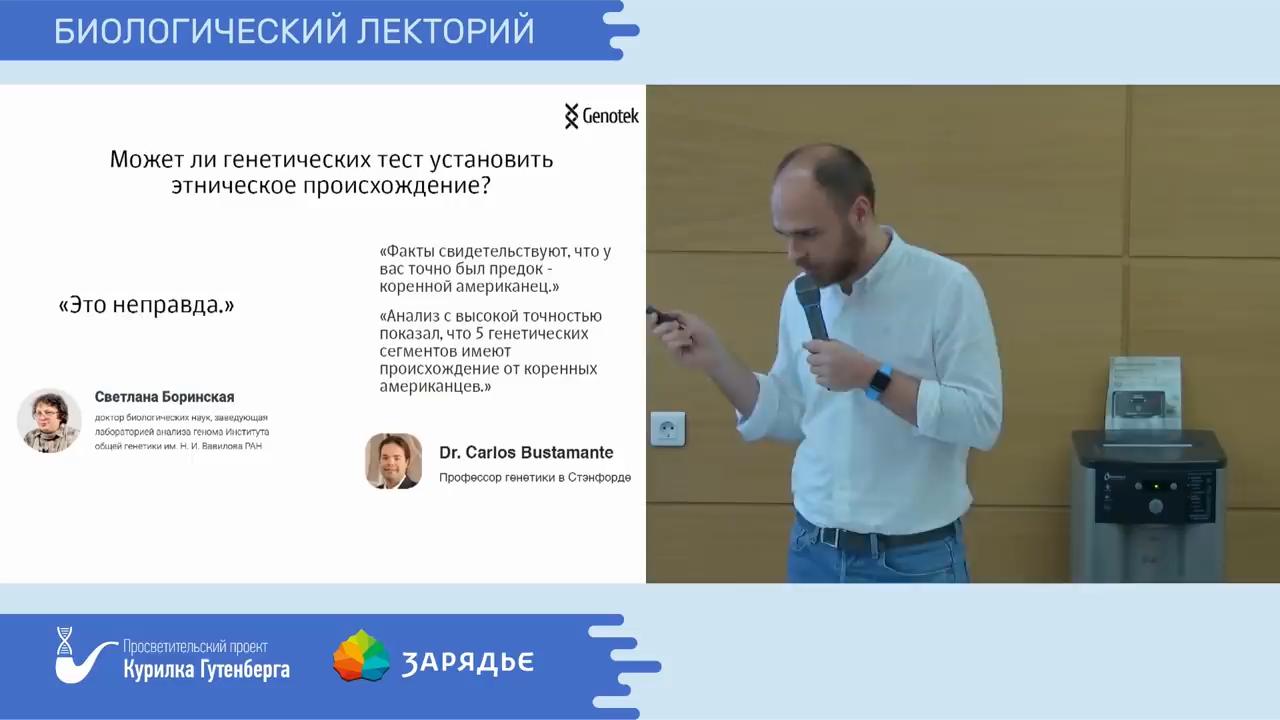 БИОЛОГИЧЕСКИЙ ЛЕКТОРИЙ
Genotek
Может ли генетических тест установить
этническое происхождение?
«Это неправда.»
Светлана Боринская
доктор биологических наук, заведующая
лабораторией анализа генома Института
общей генетики им. Н. И. Вавилова РАН
«Факты свидетельствуют, что у
вас точно был предок -
коренной американец.»
«Анализ с высокой точностью
показал, что 5 генетических
сегментов имеют
происхождение от коренных
американцев.»
Dr. Carlos Bustamante
Профессор генетики в Стэнфорде
Просветительский проект
Курилка Гутенберга
ЗАРЯДЬЕ